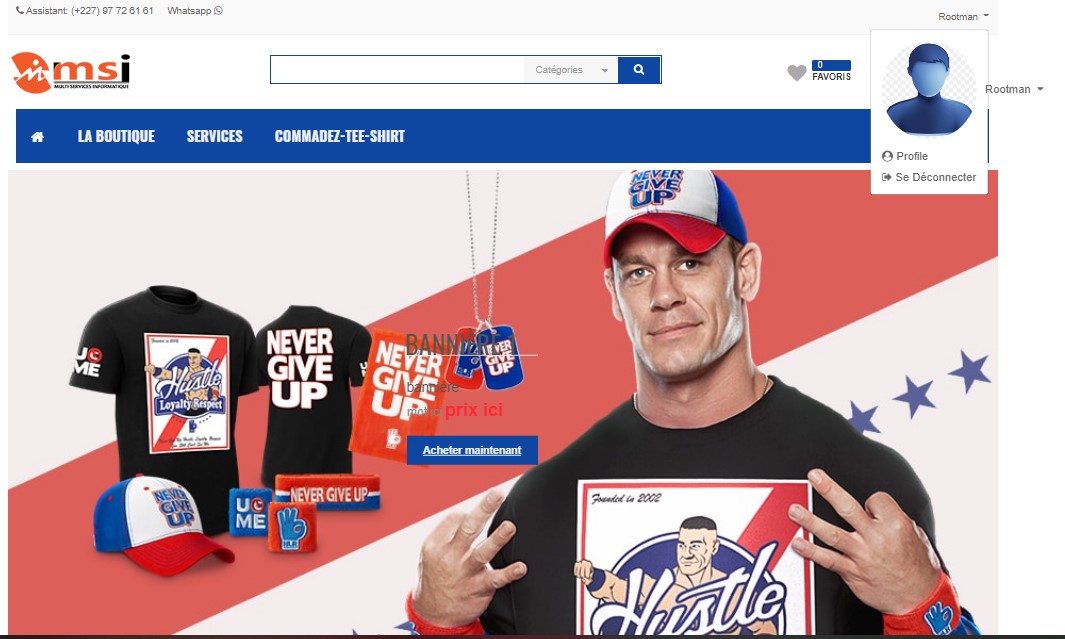 Assistant: (+227) 97 72 61 61 Whatsapp
Rootman
msi
MULTI SERVICES INFORMATIQUE
Catégories
0
FAVORIS
Rootman
Profile
Se Déconnecter
LA BOUTIQUE SERVICES COMMADEZ-TEE-SHIRT
NEVER
GIVE
UP
BANNIÈRE
bannière
prix ici
Acheter maintenant
U C
ME
Founded in 2002
Hustle
Loyalty Respect
NEVER
GIVE
UP
NEVER
GIVE
UP
NEVER
GIVE
UP
NEVER
GIVE
UP
U C
ME
NEVER GIVE UP
Founded in 2002
Hustle